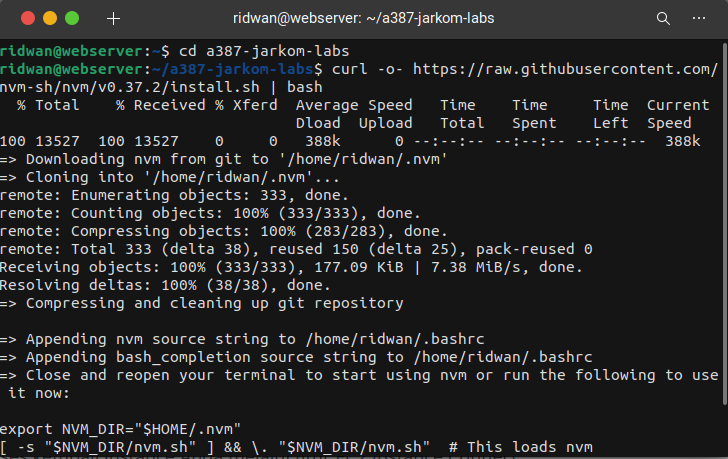 ridwan@webserver: ~/a387-jarkom-labs
ridwan@webserver:~$ cd a387-jarkom-labs
ridwan@webserver:~/a387-jarkom-labs$ curl -o- https://raw.githubusercontent.com/
nvm-sh/nvm/v0.37.2/install.sh | bash
  % Total    % Received % Xferd  Average Speed   Time    Time     Time  Current
                                 Dload  Upload   Total   Spent    Left  Speed
100 13527  100 13527    0     0   388k      0 --:--:-- --:--:-- --:--:--  388k
=> Downloading nvm from git to '/home/ridwan/.nvm'
=> Cloning into '/home/ridwan/.nvm'...
remote: Enumerating objects: 333, done.
remote: Counting objects: 100% (333/333), done.
remote: Compressing objects: 100% (283/283), done.
remote: Total 333 (delta 38), reused 150 (delta 25), pack-reused 0
Receiving objects: 100% (333/333), 177.09 KiB | 7.38 MiB/s, done.
Resolving deltas: 100% (38/38), done.
=> Compressing and cleaning up git repository

=> Appending nvm source string to /home/ridwan/.bashrc
=> Appending bash_completion source string to /home/ridwan/.bashrc
=> Close and reopen your terminal to start using nvm or run the following to use
 it now:

export NVM_DIR="$HOME/.nvm"
[ -s "$NVM_DIR/nvm.sh" ] && \. "$NVM_DIR/nvm.sh"  # This loads nvm